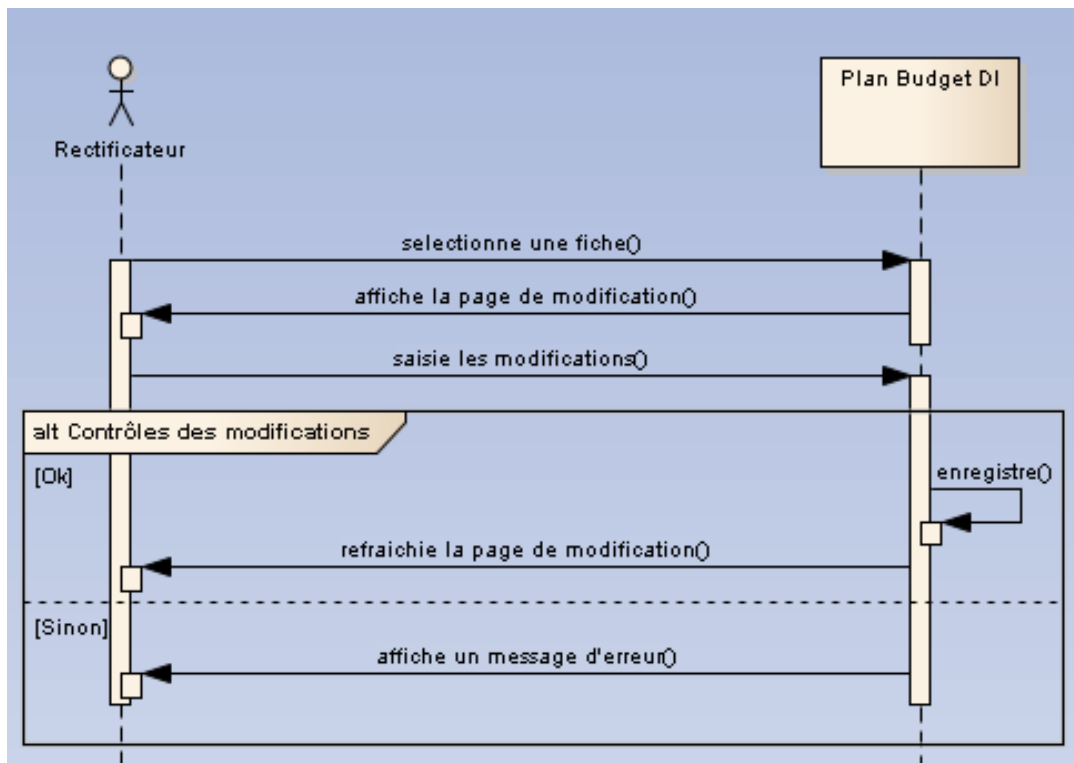 Plan Budget DI
Rectificateur
selectionne une fiche()
affiche la page de modification()
saisie les modifications()
alt Contrôles des modifications
[Ok]
enregistre()
refraichie la page de modification()
[Sinon]
affiche un message d'erreur()